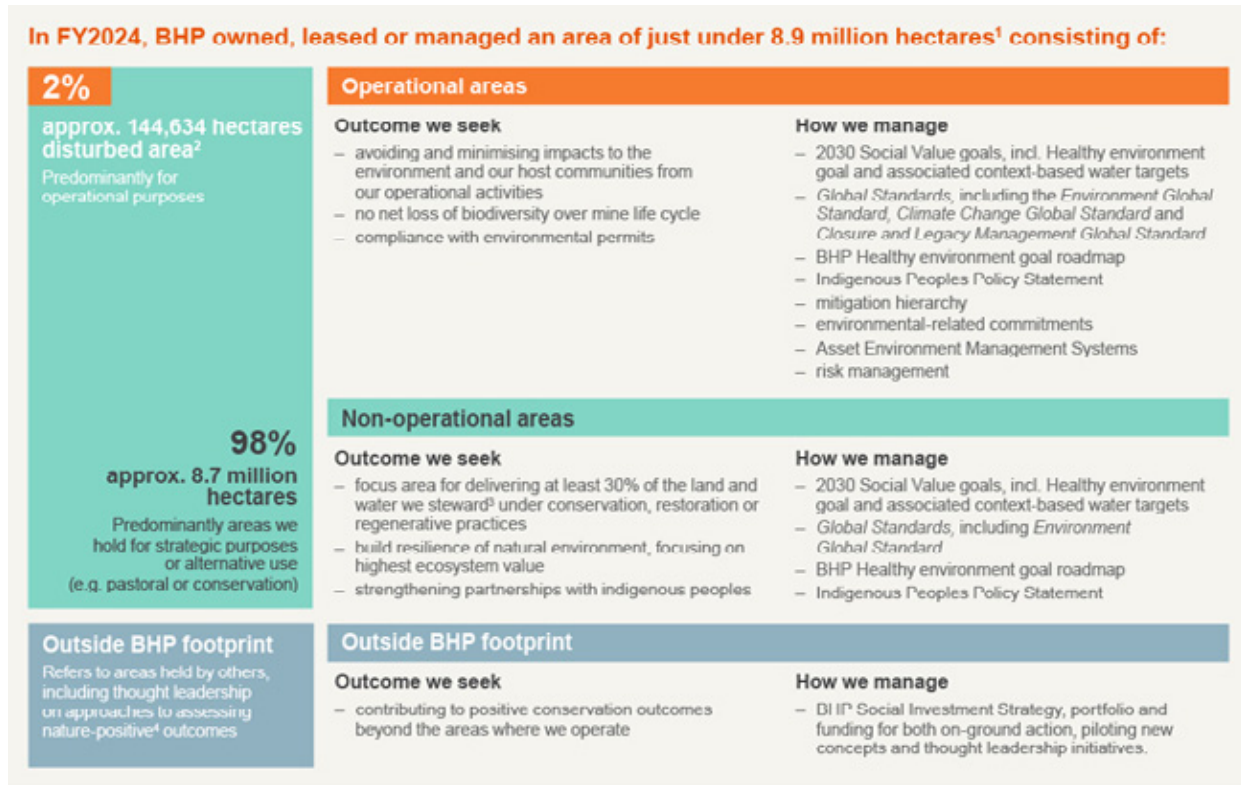 In FY2024, BHP owned, leased or managed an area of just under 8.9 million hectares¹ consisting of:
2%
approx. 144,634 hectares
disturbed area²
Predominantly for
operational purposes
98%
approx. 8.7 million
hectares
Predominantly areas we
hold for strategic purposes
or alternative use
(e.g. pastoral or conservation)
Operational areas
Outcome we seek
– avoiding and minimising impacts to the
environment and our host communities from
our operational activities
– no net loss of biodiversity over mine life cycle
– compliance with environmental permits
How we manage
– 2030 Social Value goals, incl. Healthy environment
goal and associated context-based water targets
– Global Standards, including the Environment Global
Standard, Climate Change Global Standard and
Closure and Legacy Management Global Standard
– BHP Healthy environment goal roadmap
– Indigenous Peoples Policy Statement
– mitigation hierarchy
– environmental-related commitments
– Asset Environment Management Systems
– risk management
Non-operational areas
Outcome we seek
– focus area for delivering at least 30% of the land and
water we steward³ under conservation, restoration or
regenerative practices
– build resilience of natural environment, focusing on
highest ecosystem value
– strengthening partnerships with indigenous peoples
How we manage
– 2030 Social Value goals, incl. Healthy environment
goal and associated context-based water targets
– Global Standards, including Environment
Global Standard
– BHP Healthy environment goal roadmap
– Indigenous Peoples Policy Statement
Outside BHP footprint
Refers to areas held by others,
including thought leadership
on approaches to assessing
nature-positive⁴ outcomes
Outside BHP footprint
Outcome we seek
– contributing to positive conservation outcomes
beyond the areas where we operate
How we manage
– BHP Social Investment Strategy, portfolio and
funding for both on-ground action, piloting new
concepts and thought leadership initiatives.